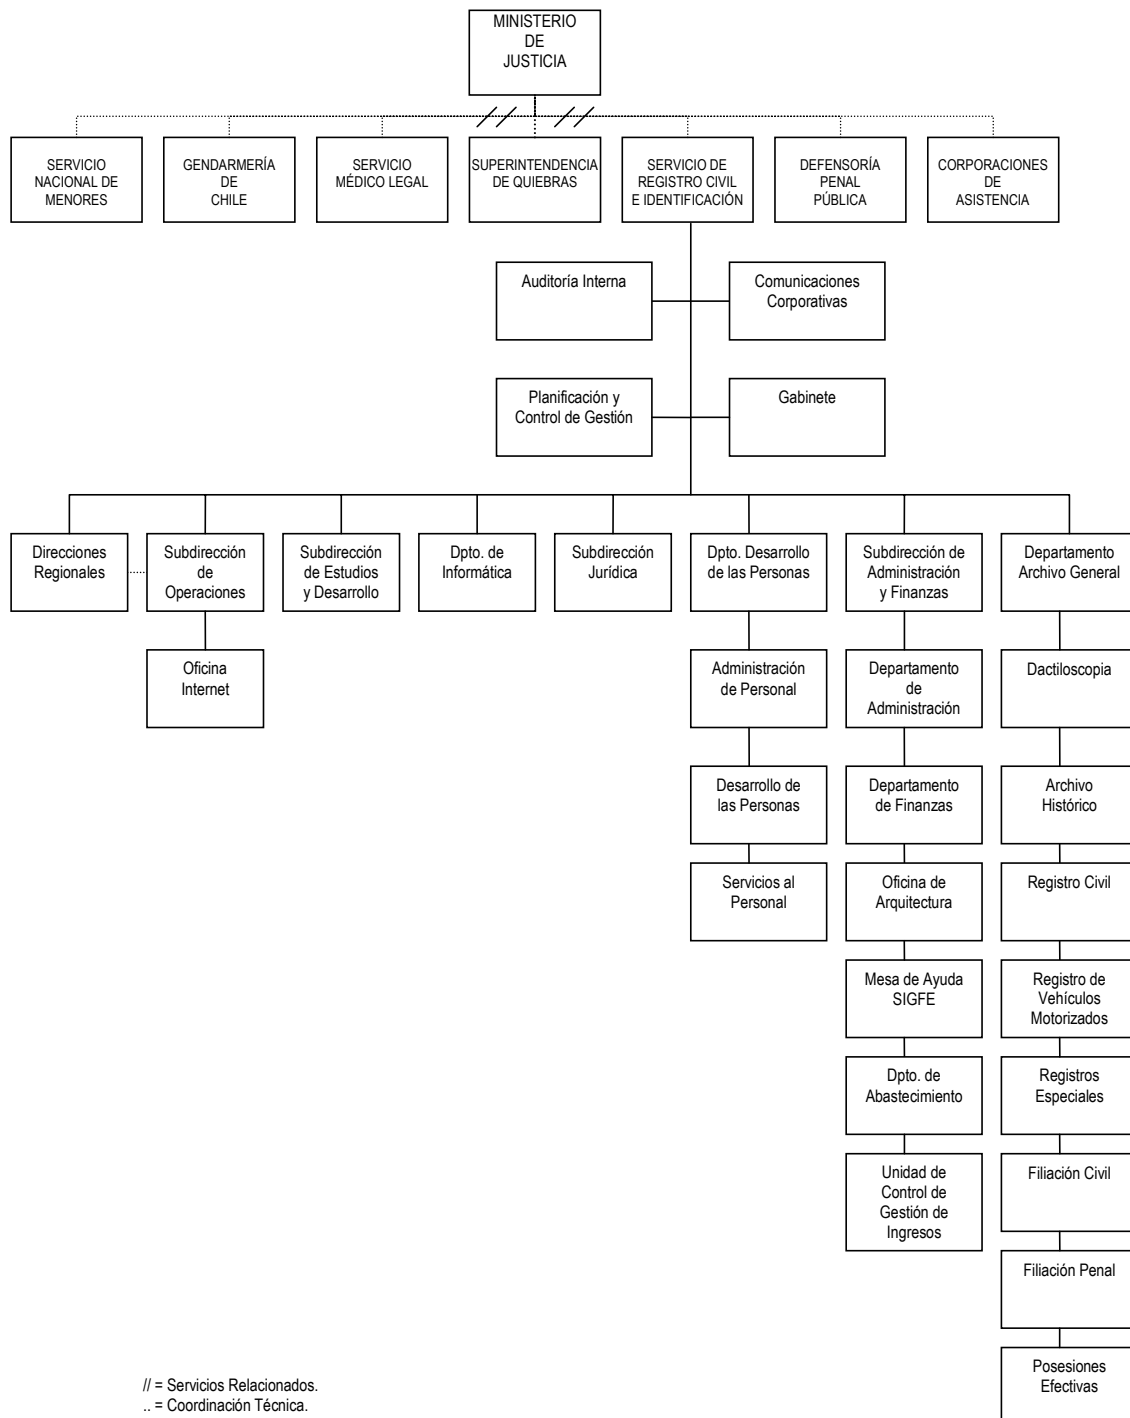 MINISTERIO
DE
JUSTICIA
SERVICIO
NACIONAL DE
MENORES
GENDARMERÍA
DE
CHILE
SERVICIO
MÉDICO LEGAL
SUPERINTENDENCIA
DE QUIEBRAS
SERVICIO DE
REGISTRO CIVIL
E IDENTIFICACIÓN
DEFENSORÍA
PENAL
PÚBLICA
CORPORACIONES
DE
ASISTENCIA
Auditoría Interna
Comunicaciones
Corporativas
Planificación y
Control de Gestión
Gabinete
Direcciones
Regionales
Subdirección
de
Operaciones
Subdirección
de Estudios
y Desarrollo
Dpto. de
Informática
Subdirección
Jurídica
Dpto. Desarrollo
de las Personas
Subdirección de
Administración
y Finanzas
Departamento
Archivo General
Oficina
Internet
Administración
de Personal
Departamento
de
Administración
Dactiloscopia
Desarrollo de
las Personas
Departamento
de Finanzas
Archivo
Histórico
Servicios al
Personal
Oficina de
Arquitectura
Registro Civil
Mesa de Ayuda
SIGFE
Registro de
Vehículos
Motorizados
Dpto. de
Abastecimiento
Registros
Especiales
Unidad de
Control de
Gestión de
Ingresos
Filiación Civil
Filiación Penal
Posesiones
Efectivas
// = Servicios Relacionados.
.. = Coordinación Técnica.